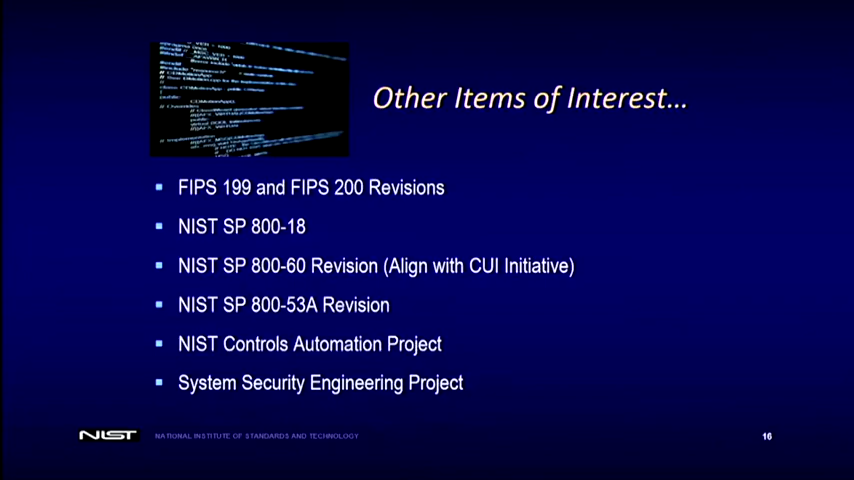 Other Items of Interest...
FIPS 199 and FIPS 200 Revisions
NIST SP 800-18
NIST SP 800-60 Revision (Align with CUI Initiative)
NIST SP 800-53A Revision
NIST Controls Automation Project
System Security Engineering Project
NIST NATIONAL INSTITUTE OF STANDARDS AND TECHNOLOGY
16